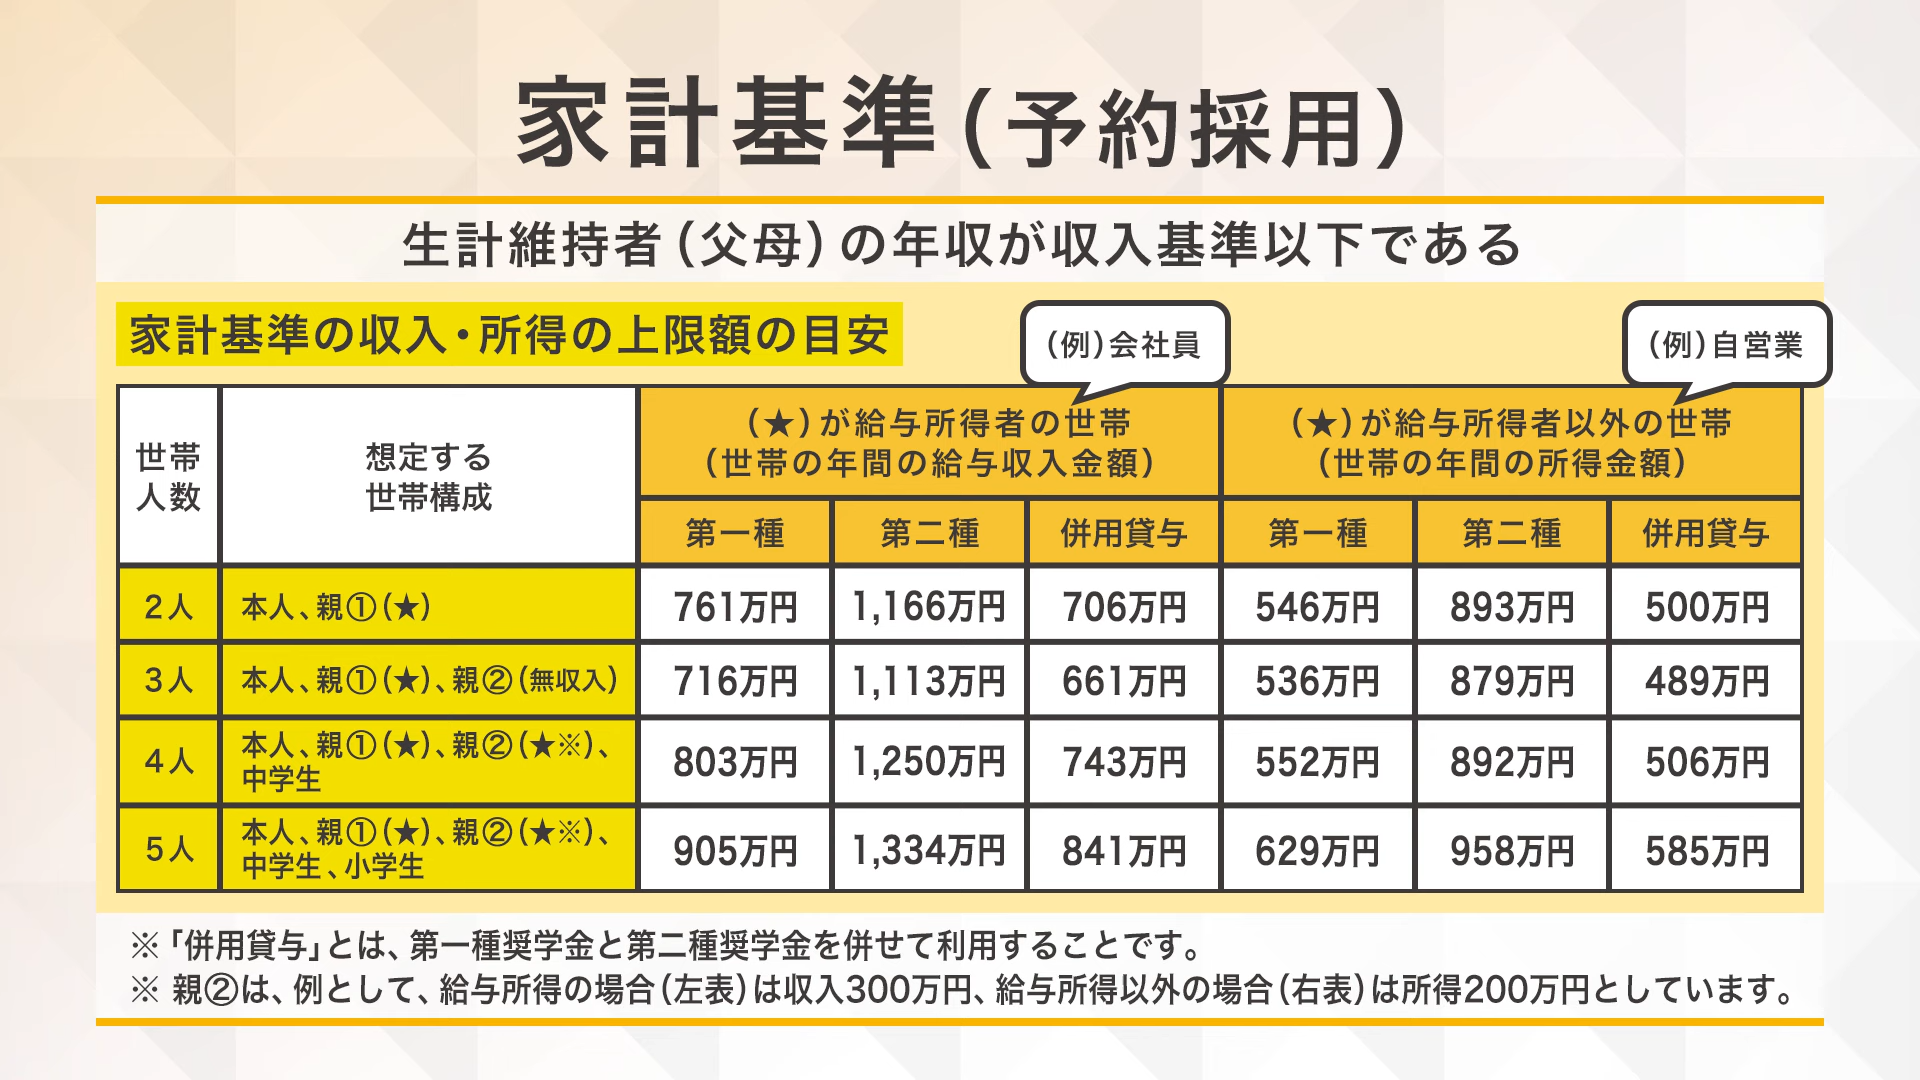 家計基準（予約採用）
生計維持者（父母）の年収が収入基準以下である
家計基準の収入・所得の上限額の目安
（例）会社員
（例）自営業
世帯
人数
想定する
世帯構成
（★）が給与所得者の世帯
（世帯の年間の給与収入金額）
（★）が給与所得者以外の世帯
（世帯の年間の所得金額）
第一種 第二種 併用貸与 第一種 第二種 併用貸与
2人 本人、親①（★） 761万円 1,166万円 706万円 546万円 893万円 500万円
3人 本人、親①（★）、親②（無収入） 716万円 1,113万円 661万円 536万円 879万円 489万円
4人 本人、親①（★）、親②（★※）、
中学生 803万円 1,250万円 743万円 552万円 892万円 506万円
5人 本人、親①（★）、親②（★※）、
中学生、小学生 905万円 1,334万円 841万円 629万円 958万円 585万円
※「併用貸与」とは、第一種奨学金と第二種奨学金を併せて利用することです。
※ 親②は、例として、給与所得の場合（左表）は収入300万円、給与所得以外の場合（右表）は所得200万円としています。